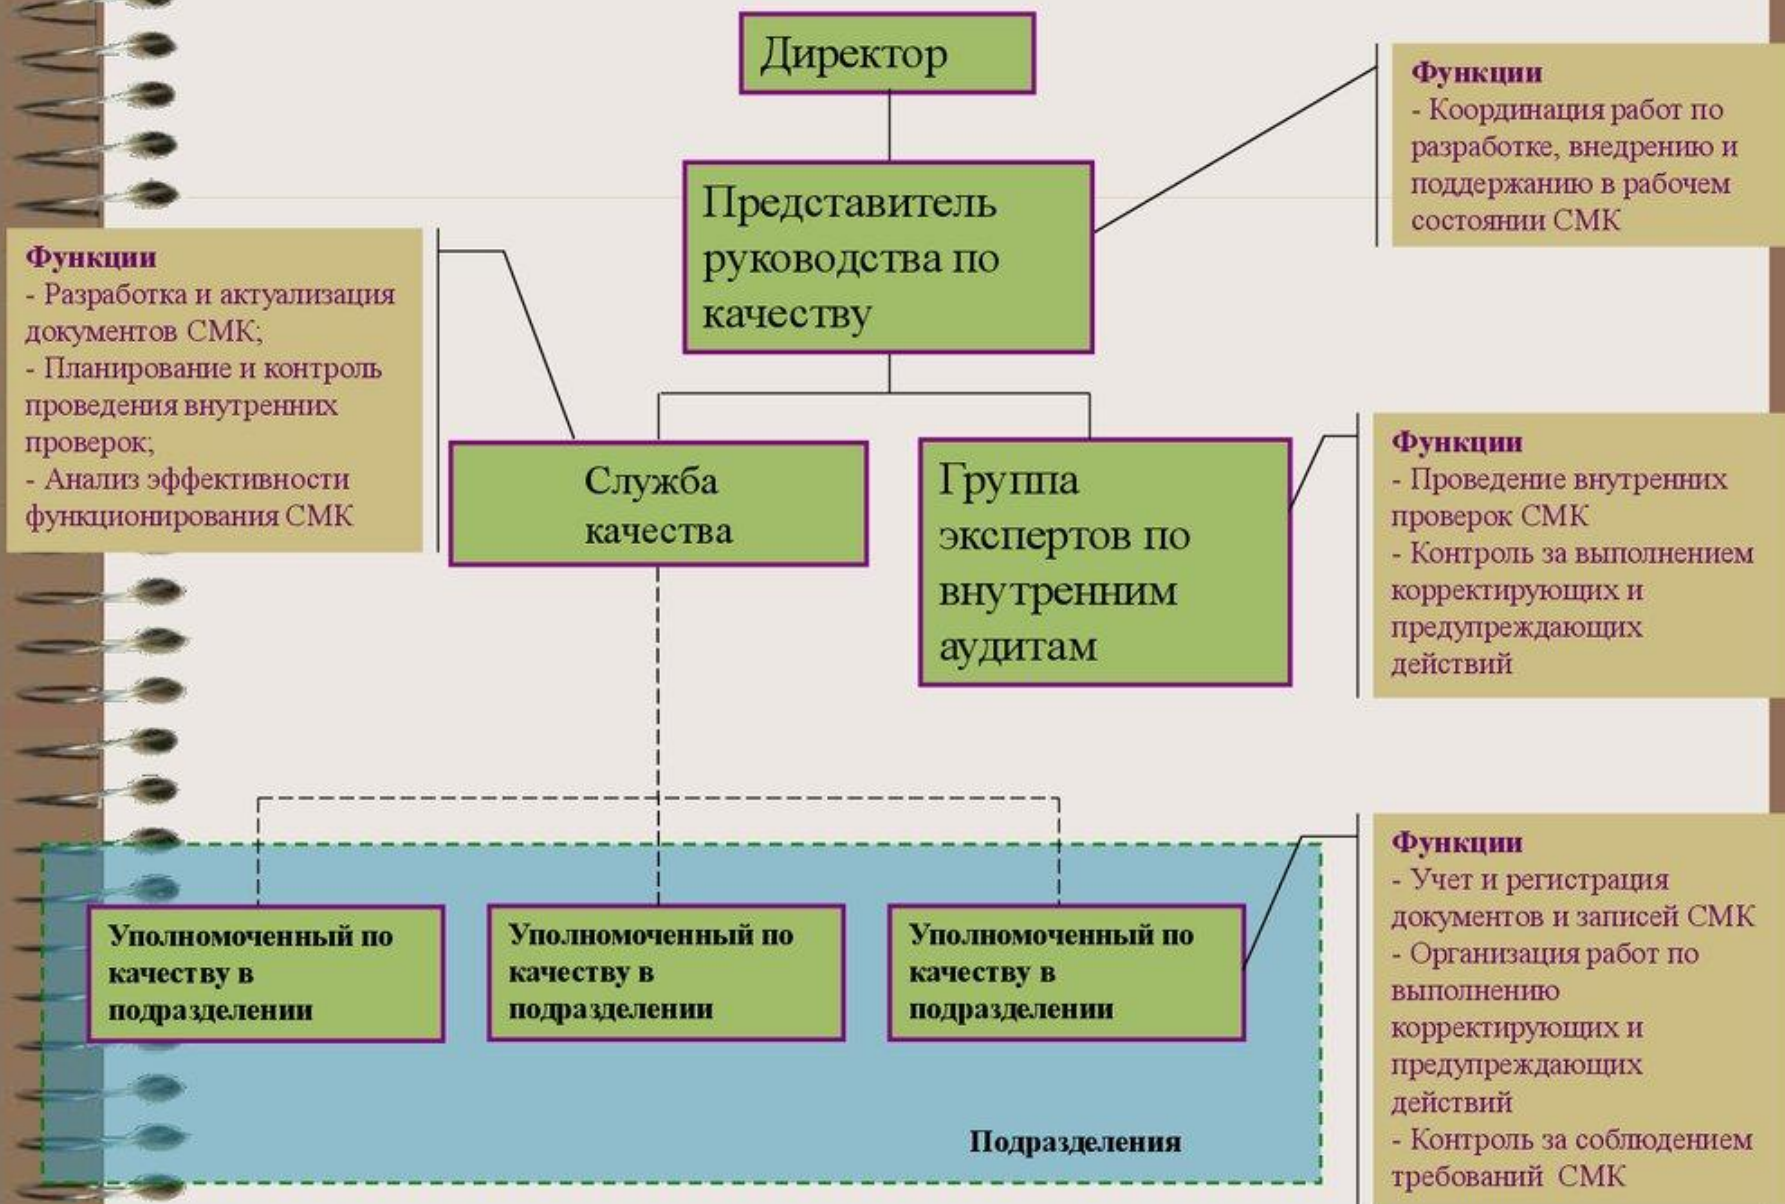 Директор
Функции
- Координация работ по
разработке, внедрению и
поддержанию в рабочем
состоянии СМК
Представитель
руководства по
качеству
Функции
- Разработка и актуализация
документов СМК;
- Планирование и контроль
проведения внутренних
проверок;
- Анализ эффективности
функционирования СМК
Служба
качества
Группа
экспертов по
внутренним
аудитам
Функции
- Проведение внутренних
проверок СМК
- Контроль за выполнением
корректирующих и
предупреждающих
действий
Уполномоченный по
качеству в
подразделении
Уполномоченный по
качеству в
подразделении
Уполномоченный по
качеству в
подразделении
Подразделения
Функции
- Учет и регистрация
документов и записей СМК
- Организация работ по
выполнению
корректирующих и
предупреждающих
действий
- Контроль за соблюдением
требований СМК